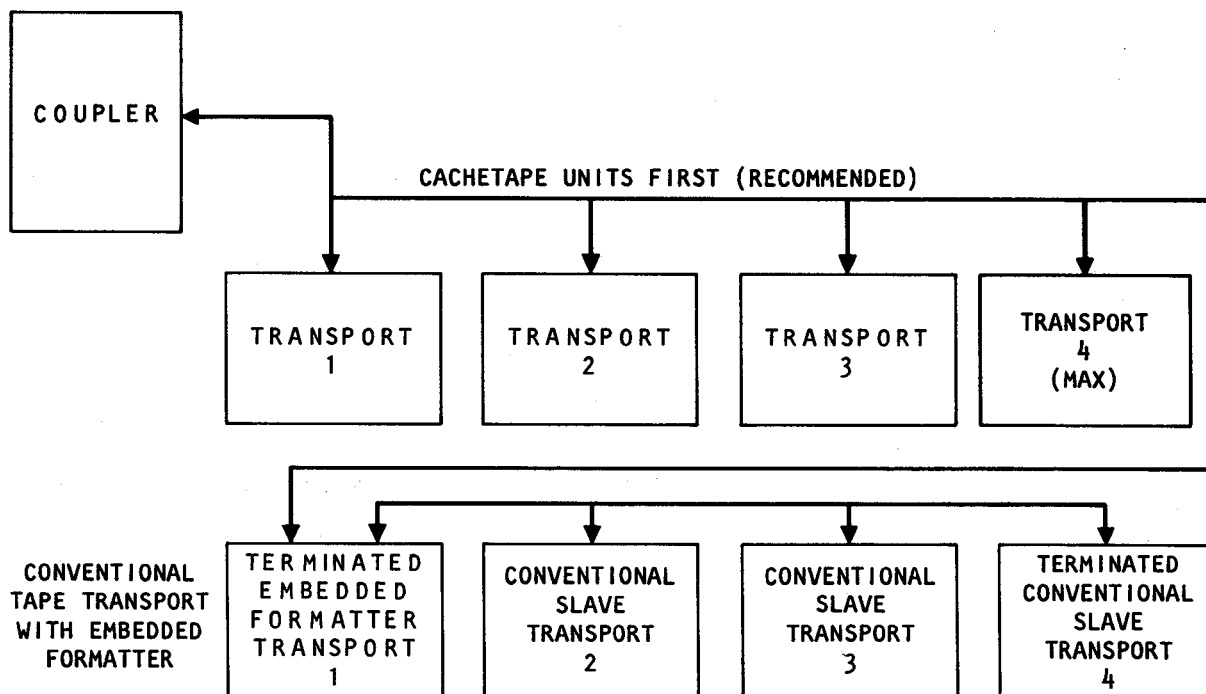 COUPLER
CACHETAPE UNITS FIRST (RECOMMENDED)
TRANSPORT
1
TRANSPORT
2
TRANSPORT
3
TRANSPORT
4
(MAX)
CONVENTIONAL
TAPE TRANSPORT
WITH EMBEDDED
FORMATTER
TERMINATED
EMBEDDED
FORMATTER
TRANSPORT
1
CONVENTIONAL
SLAVE
TRANSPORT
2
CONVENTIONAL
SLAVE
TRANSPORT
3
TERMINATED
CONVENTIONAL
SLAVE
TRANSPORT
4